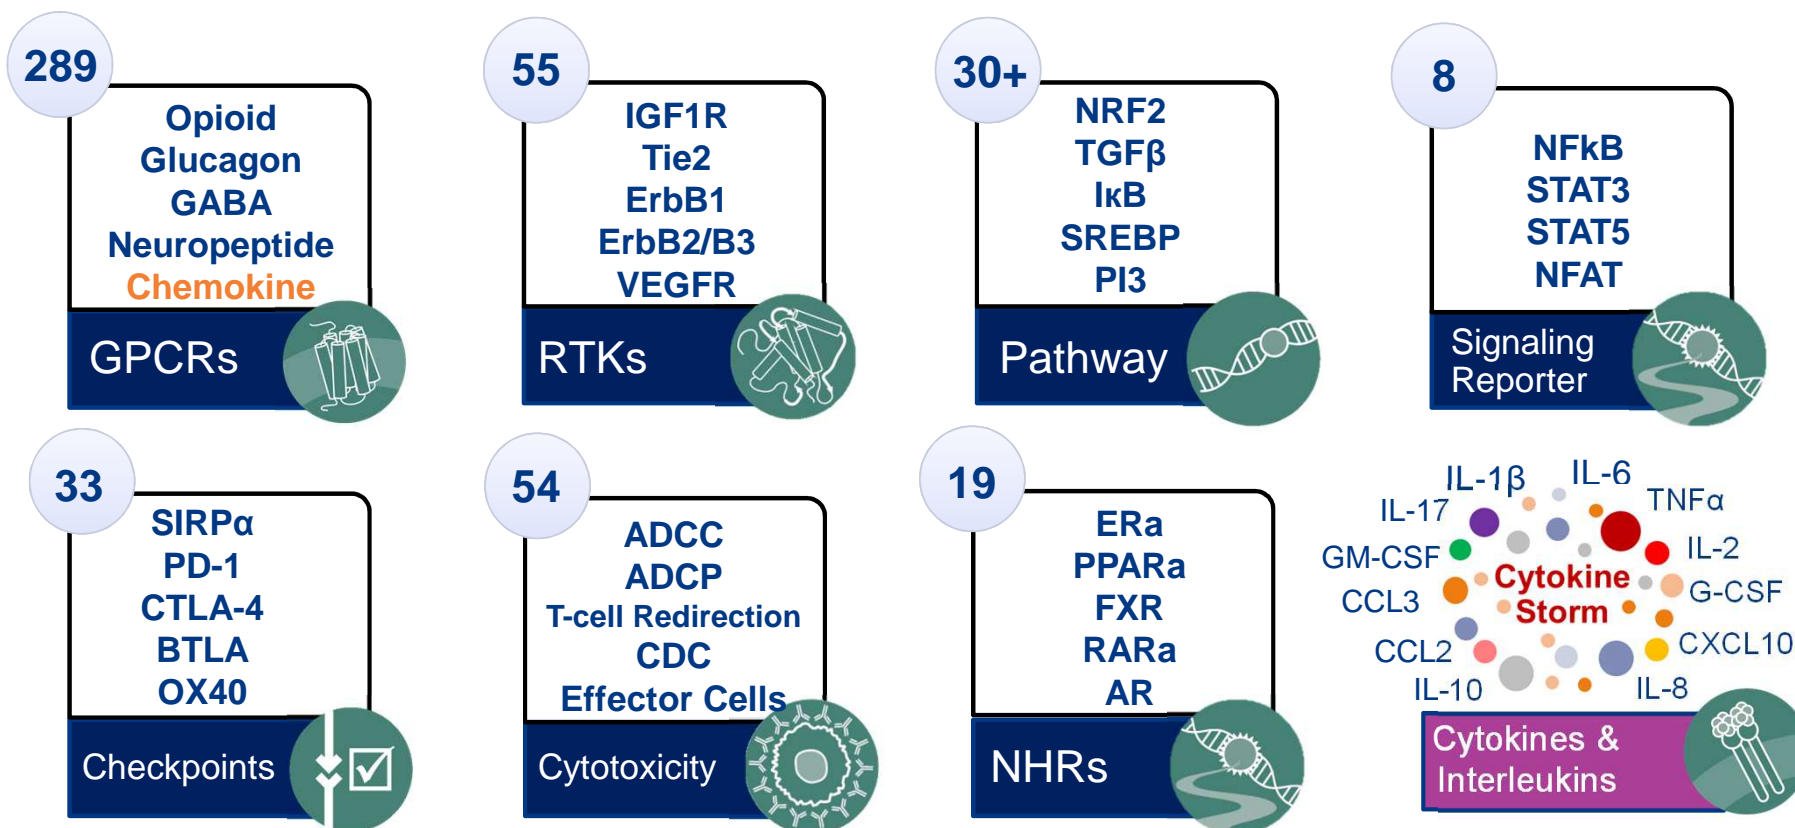 289
Opioid
Glucagon
GABA
Neuropeptide
Chemokine
GPCRs
55
IGF1R
Tie2
ErbB1
ErbB2/B3
VEGFR
RTKs
30+
NRF2
TGFβ
IκB
SREBP
PI3
Pathway
8
NFkB
STAT3
STAT5
NFAT
Signaling
Reporter
33
SIRPα
PD-1
CTLA-4
BTLA
OX40
Checkpoints
54
ADCC
ADCP
T-cell Redirection
CDC
Effector Cells
Cytotoxicity
19
ERa
PPARa
FXR
RARa
AR
NHRs
IL-1β
IL-6
IL-17
TNFα
GM-CSF
IL-2
Cytokine
Storm
CCL3
G-CSF
CCL2
CXCL10
IL-10
IL-8
Cytokines &
Interleukins